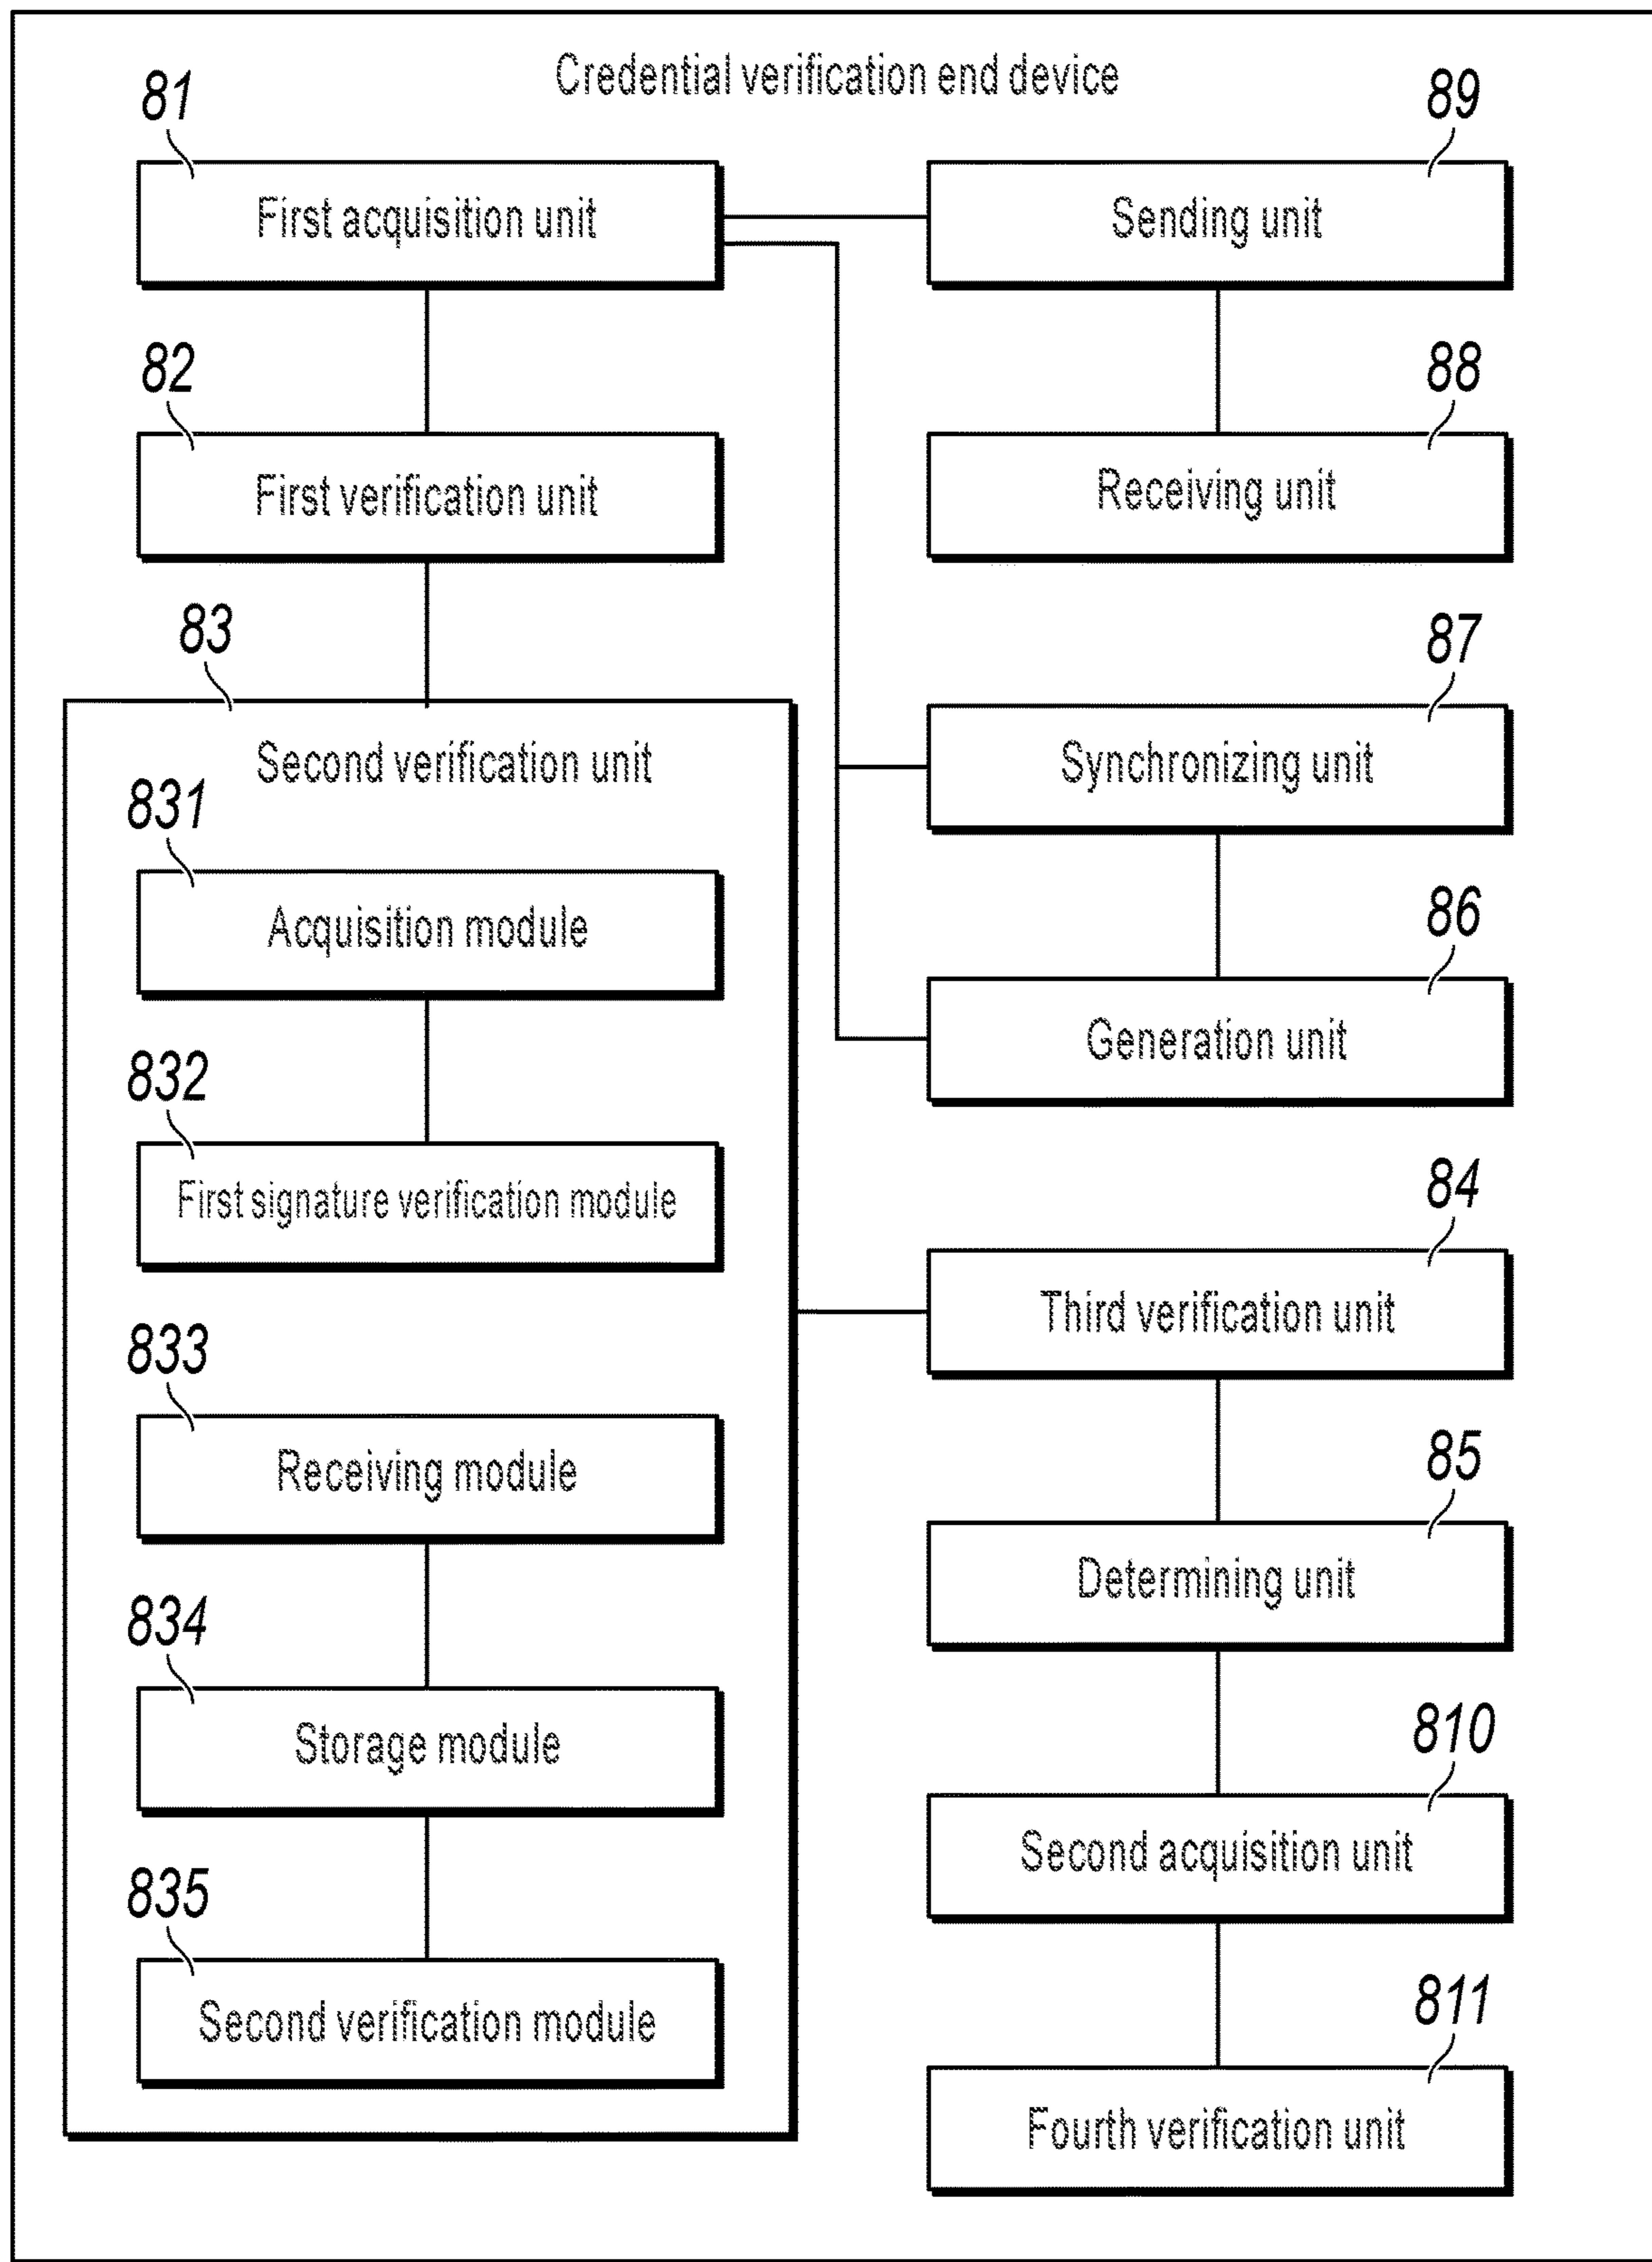 Credential verification end device
81
First acquisition unit
82
First verification unit
83
Second verification unit
831
Acquisition module
832
First signature verification module
833
Receiving module
834
Storage module
835
Second verification module
89
Sending unit
88
Receiving unit
87
Synchronizing unit
86
Generation unit
84
Third verification unit
85
Determining unit
810
Second acquisition unit
811
Fourth verification unit